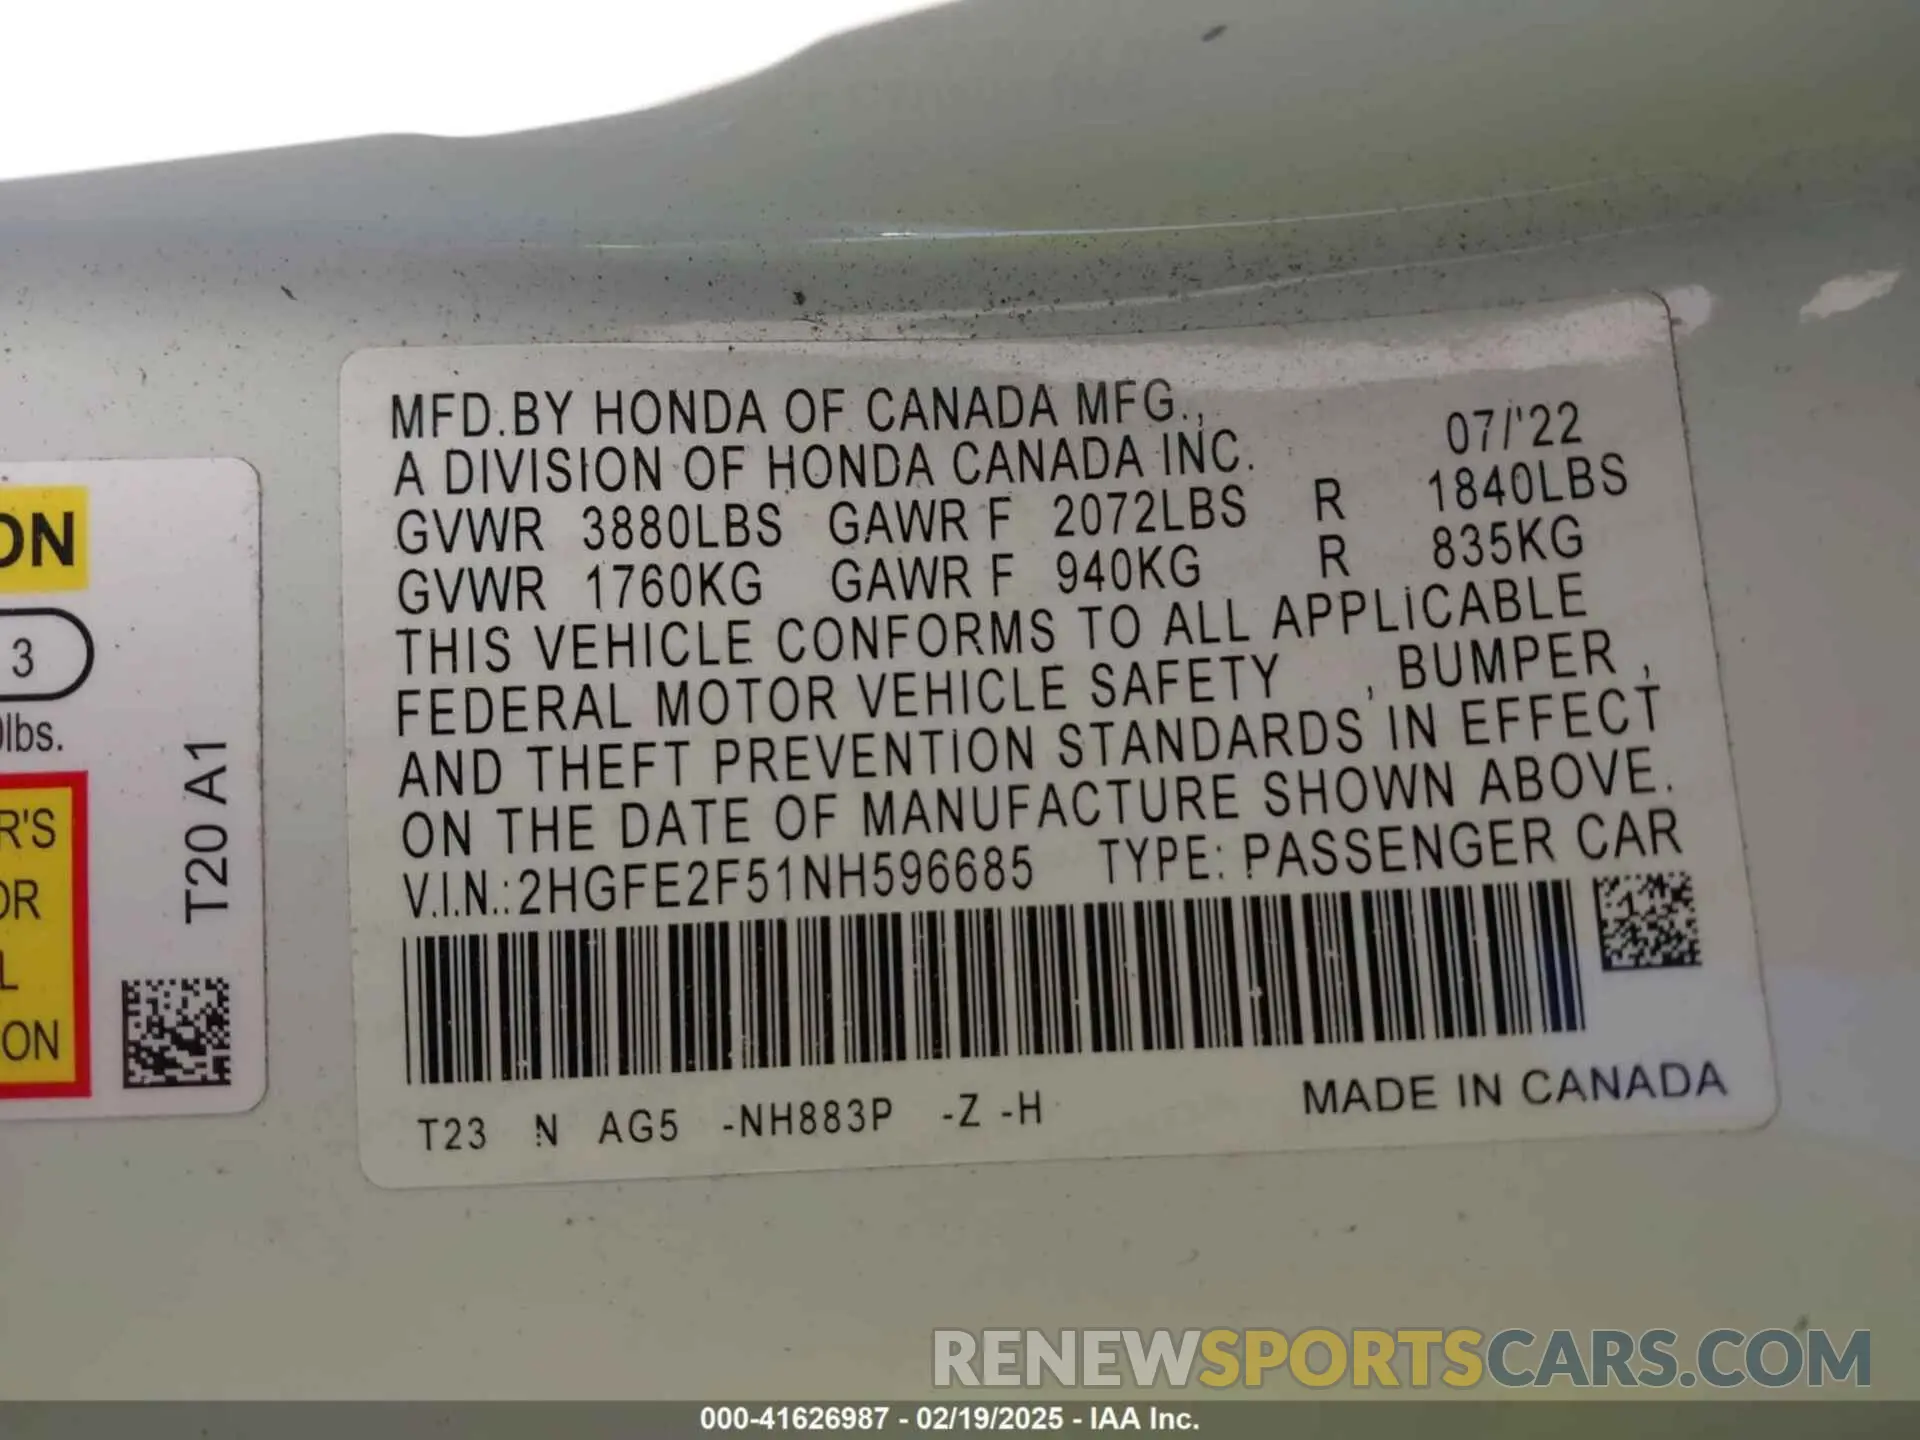 MFD.BY HONDA OF CANADA MFG.,
A DIVISION OF HONDA CANADA INC. 07/'22
GVWR 3880LBS GAWR F 2072LBS R 1840LBS
GVWR 1760KG GAWR F 940KG R 835KG
THIS VEHICLE CONFORMS TO ALL APPLICABLE
FEDERAL MOTOR VEHICLE SAFETY , BUMPER ,
AND THEFT PREVENTION STANDARDS IN EFFECT
ON THE DATE OF MANUFACTURE SHOWN ABOVE.
V.I.N.:2HGFE2F51NH596685 TYPE: PASSENGER CAR
T23 N AG5 -NH883P -Z -H MADE IN CANADA
ON
3
lbs.
R'S
OR
L
ON
T20 A1
RENEWSPORTSCARS.COM
000-41626987 - 02/19/2025 - IAA Inc.